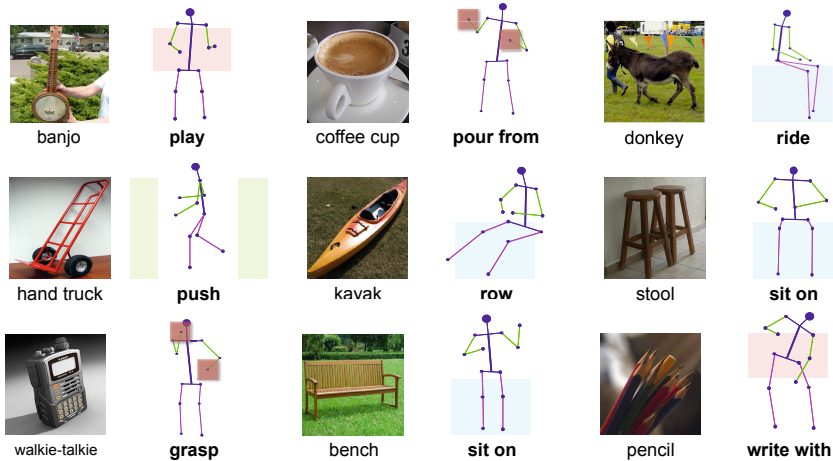 banjo
play
coffee cup
pour from
donkey
ride
hand truck
push
kayak
row
stool
sit on
walkie-talkie
grasp
bench
sit on
pencil
write with